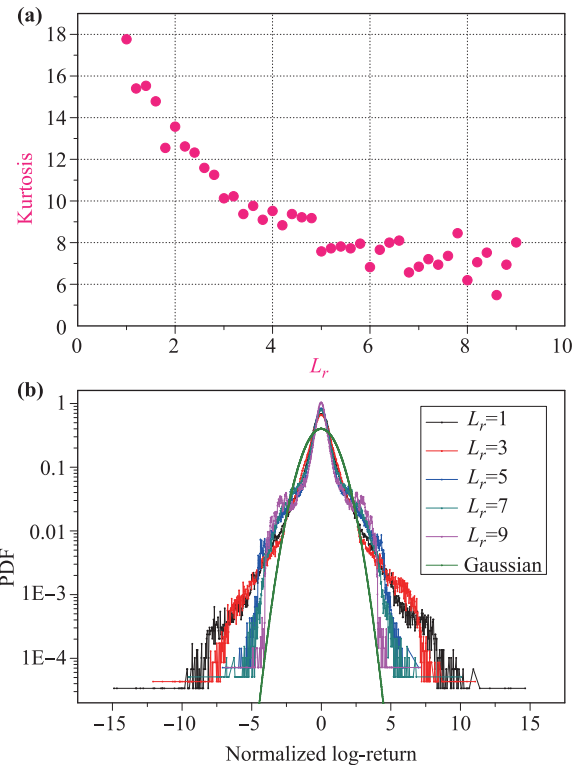 (a)
18
16
14
12
10
8
6
0
Kurtosis
0
2
4
6
8
10
L_r
(b)
1
0.1
0.01
1E−3
1E−4
PDF
L_r=1
L_r=3
L_r=5
L_r=7
L_r=9
Gaussian
−15
−10
−5
0
5
10
15
Normalized log-return